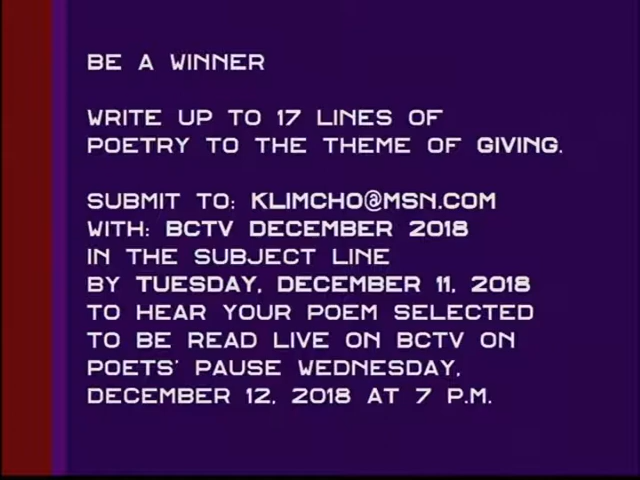 BE A WINNER
WRITE UP TO 17 LINES OF
POETRY TO THE THEME OF GIVING.
SUBMIT TO: KLIMCHO@MSN.COM
WITH: BCTV DECEMBER 2018
IN THE SUBJECT LINE
BY TUESDAY, DECEMBER 11, 2018
TO HEAR YOUR POEM SELECTED
TO BE READ LIVE ON BCTV ON
POETS' PAUSE WEDNESDAY,
DECEMBER 12, 2018 AT 7 P.M.